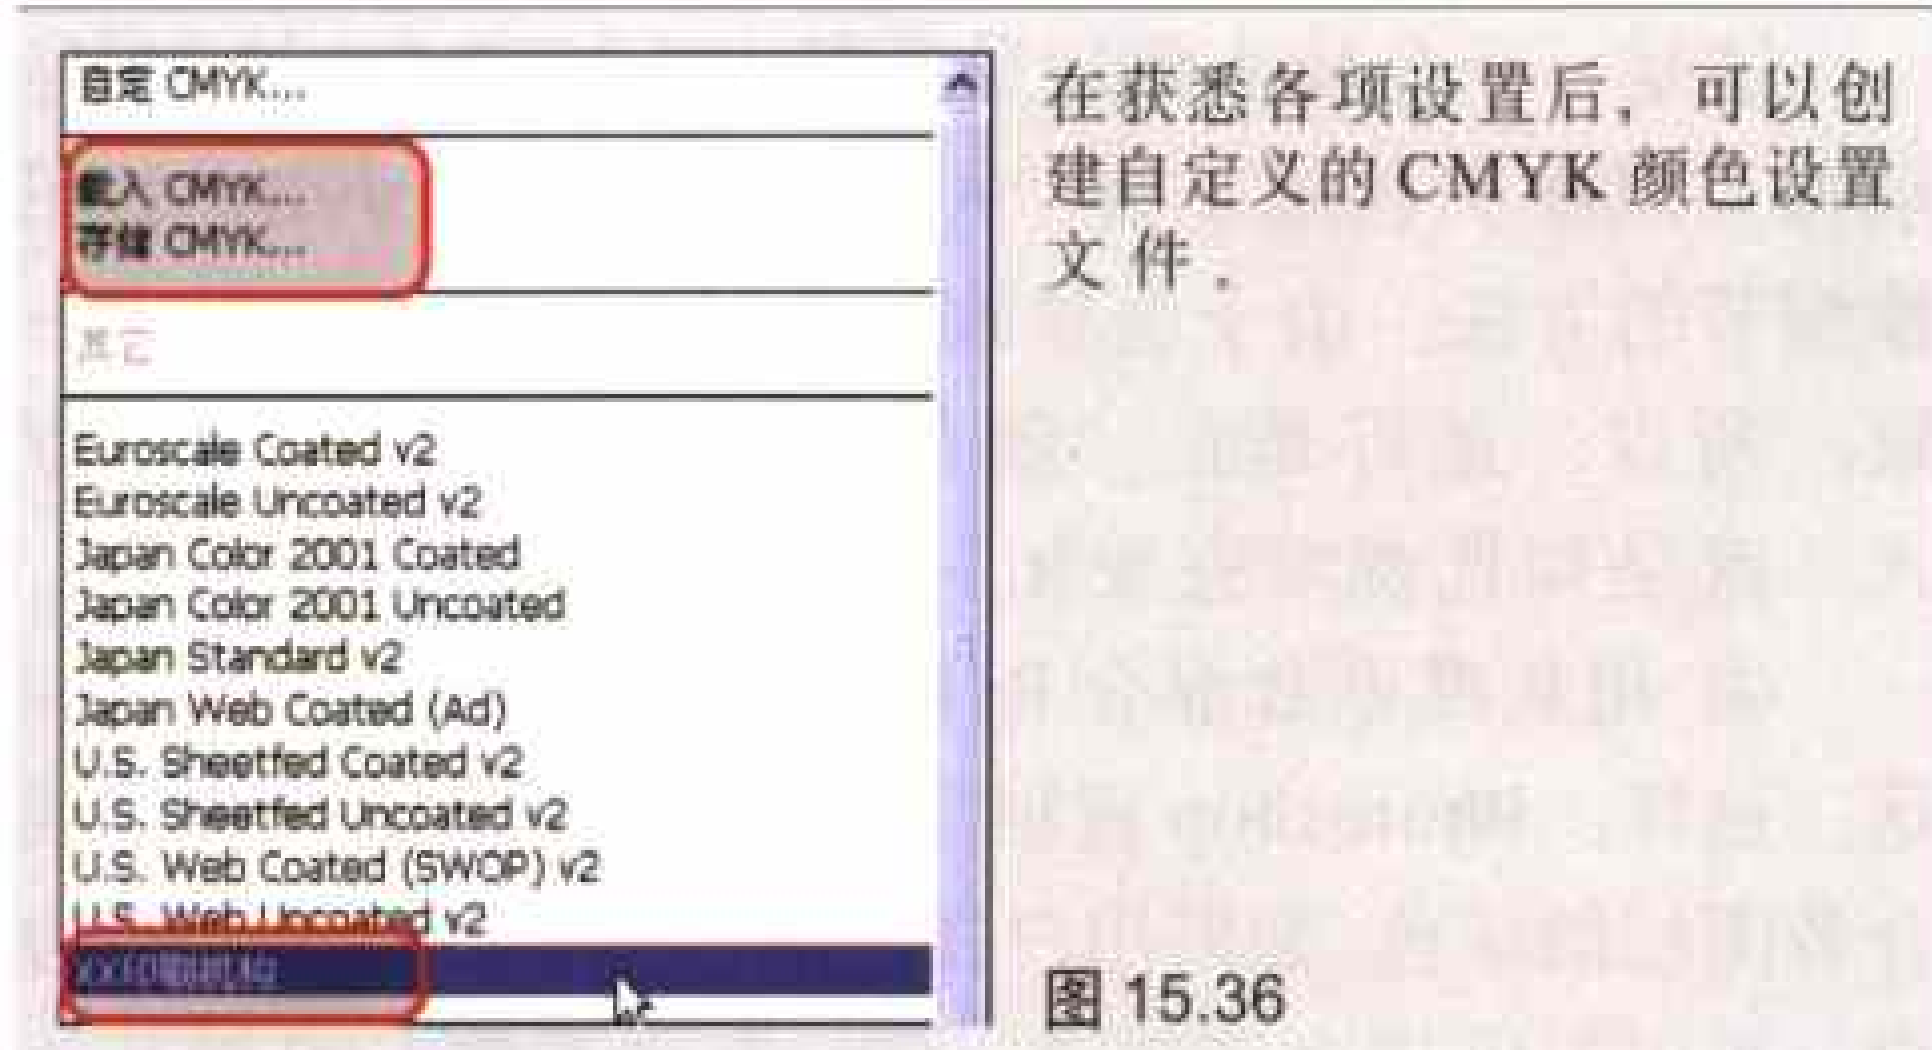 自定 CMYK...
载入 CMYK...
存储 CMYK...
其它
Euroscale Coated v2
Euroscale Uncoated v2
Japan Color 2001 Coated
Japan Color 2001 Uncoated
Japan Standard v2
Japan Web Coated (Ad)
U.S. Sheetfed Coated v2
U.S. Sheetfed Uncoated v2
U.S. Web Coated (SWOP) v2
U.S. Web Uncoated v2
在获悉各项设置后，可以创
建自定义的 CMYK 颜色设置
文件．
图 15.36